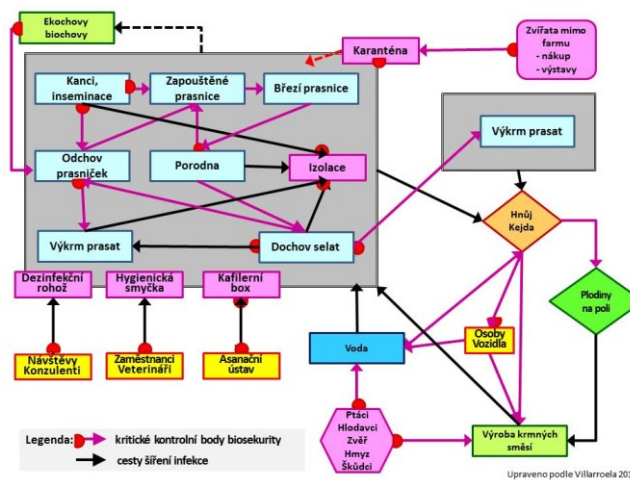 Ekochovy
biochovy
Karanténa
Zvířata mimo
farmu
- nákup
- výstavy
Kanci,
inseminace
Zapouštěné
prasnice
Březí prasnice
Výkrm prasat
Odchov
prasniček
Porodna
Izolace
Hnůj
Kejda
Výkrm prasat
Dochov selat
Dezinfekční
rohož
Hygienická
smyčka
Kafilerní
box
Plodiny
na poli
Návštěvy
Konzulenti
Zaměstnanci
Veterináři
Asanační
ústav
Voda
Osoby
Vozidla
Ptáci
Hlodavci
Zvěř
Hmyz
Škůdci
Výroba krmných
směsí
Legenda:
kritické kontrolní body biosekurity
cesty šíření infekce
Upraveno podle Villarroela 201